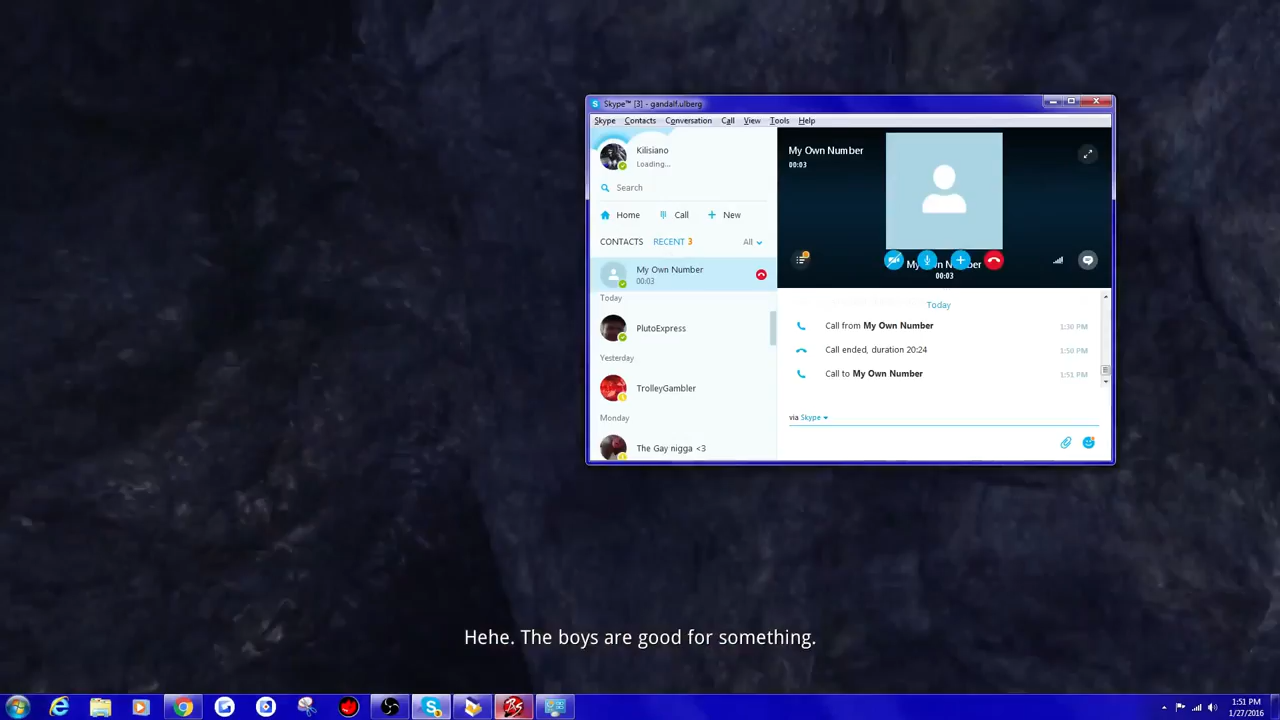 Skype™ [3] - gandalf.ulberg
Skype Contacts Conversation Call View Tools Help
Kilisiano
Loading...
Search
Home Call New
CONTACTS RECENT 3 All
My Own Number
00:03
Today
PlutoExpress
Yesterday
TrolleyGambler
Monday
The Gay nigga <3
My Own Number
00:03
My Own Number
00:03
Today
Call from My Own Number 1:30 PM
Call ended, duration 20:24 1:50 PM
Call to My Own Number 1:51 PM
via Skype
Hehe. The boys are good for something.
1:51 PM
1/27/2016